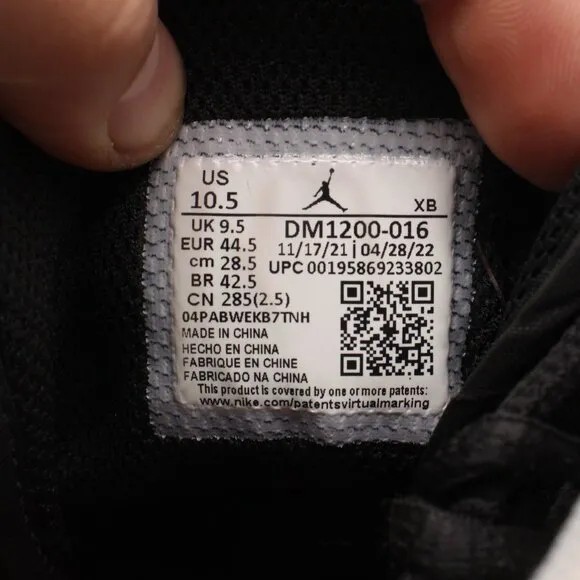 US
10.5
XB
UK 9.5
EUR 44.5
cm 28.5
BR 42.5
CN 285(2.5)
DM1200-016
11/17/21 | 04/28/22
UPC 00195869233802
04PABWEKB7TNH
MADE IN CHINA
HECHO EN CHINA
FABRIQUE EN CHINE
FABRICADO NA CHINA
This product is covered by one or more patents:
www.nike.com/patentsvirtualmarking